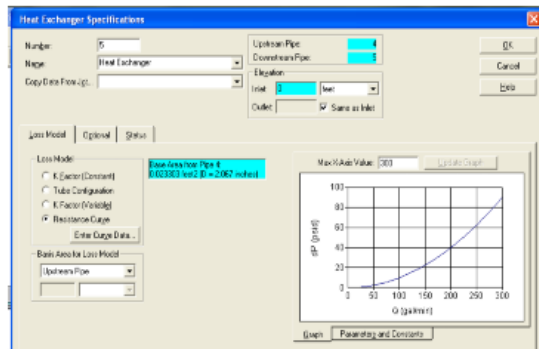 Heat Exchanger Specifications
Number: 5
Name: Heat Exchanger
Copy Data From Jct...
Upstream Pipe: 4
Downstream Pipe: 5
Elevation
Inlet: 0 feet
Outlet: Same as Inlet
OK
Cancel
Help
Loss Model Optional Status
Loss Model
K Factor (Constant)
Tube Configuration
K Factor (Variable)
Resistance Curve
Enter Curve Data...
Base Area from Pipe 4:
0.023303 feet2 (D = 2.067 inches)
Basis Area for Loss Model
Upstream Pipe
Max X-Axis Value: 300 Update Graph
dP (psid)
100
80
60
40
20
0
0 50 100 150 200 250 300
Q (gal/min)
Graph Parameters and Constants